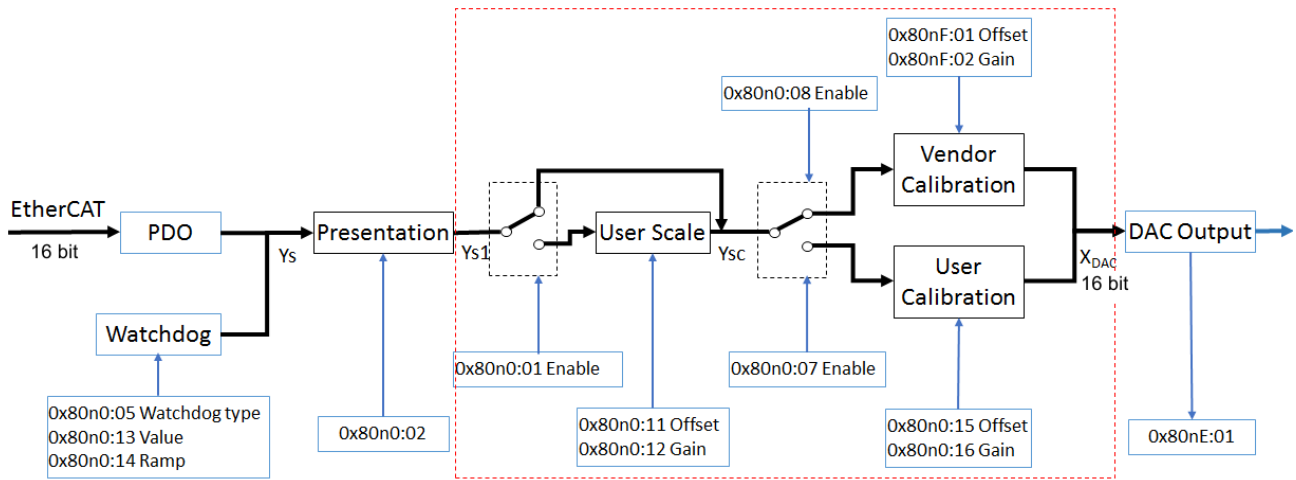 0x80nF:01 Offset
0x80nF:02 Gain
0x80n0:08 Enable
Vendor
Calibration
EtherCAT
16 bit
PDO
Ys
Presentation
Ys1
User Scale
Ysc
User
Calibration
XDAC
16 bit
DAC Output
Watchdog
0x80n0:01 Enable
0x80n0:07 Enable
0x80n0:05 Watchdog type
0x80n0:13 Value
0x80n0:14 Ramp
0x80n0:02
0x80n0:11 Offset
0x80n0:12 Gain
0x80n0:15 Offset
0x80n0:16 Gain
0x80nE:01